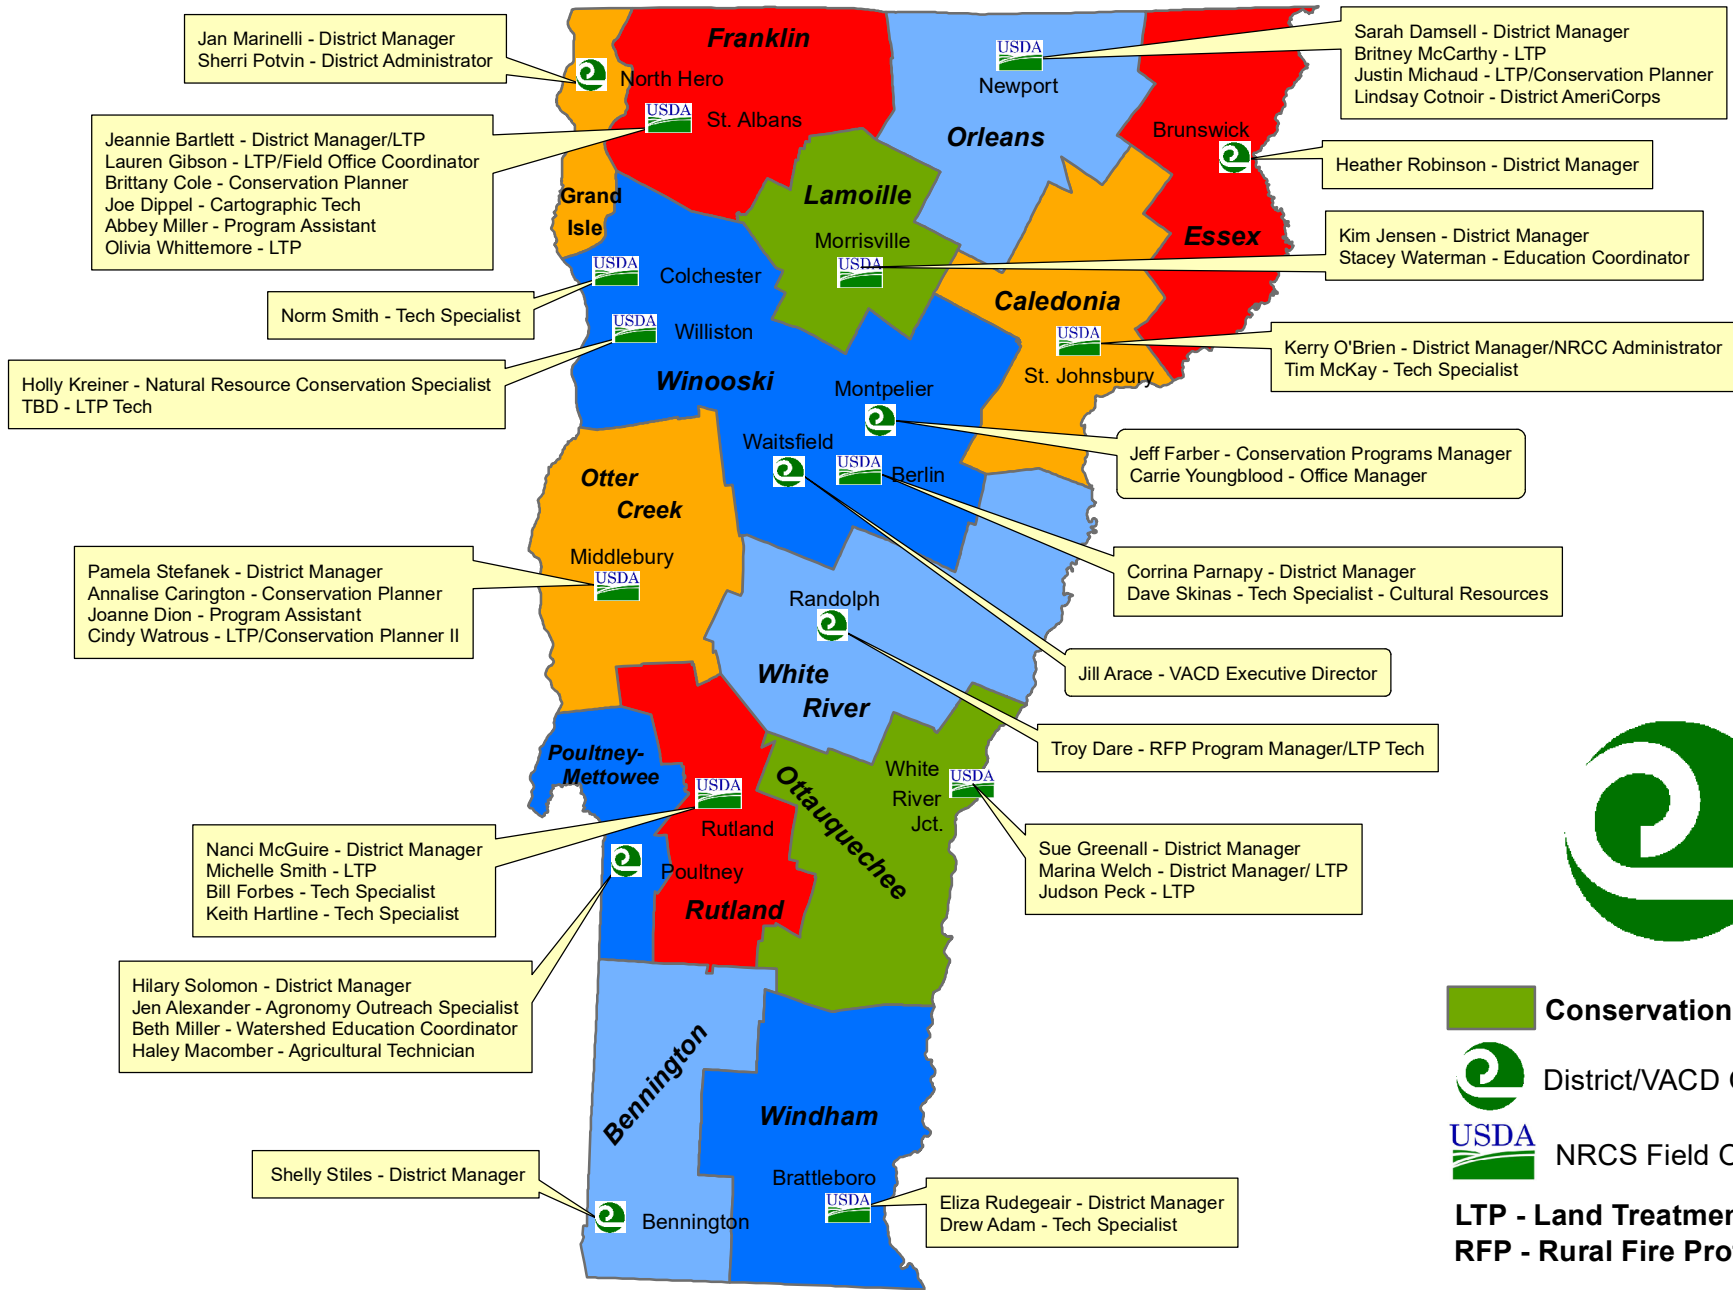 Jan Marinelli - District Manager
Sherri Potvin - District Administrator
Franklin
North Hero
USDA
St. Albans
USDA
Newport
Orleans
Sarah Damsell - District Manager
Britney McCarthy - LTP
Justin Michaud - LTP/Conservation Planner
Lindsay Cotnoir - District AmeriCorps
Brunswick
Heather Robinson - District Manager
Jeannie Bartlett - District Manager/LTP
Lauren Gibson - LTP/Field Office Coordinator
Brittany Cole - Conservation Planner
Joe Dippel - Cartographic Tech
Abbey Miller - Program Assistant
Olivia Whittemore - LTP
Grand
Isle
Lamoille
Morrisville
USDA
Essex
Kim Jensen - District Manager
Stacey Waterman - Education Coordinator
USDA
Colchester
Norm Smith - Tech Specialist
USDA
Williston
Caledonia
USDA
St. Johnsbury
Kerry O'Brien - District Manager/NRCC Administrator
Tim McKay - Tech Specialist
Holly Kreiner - Natural Resource Conservation Specialist
TBD - LTP Tech
Winooski
Montpelier
Waitsfield
USDA
Berlin
Jeff Farber - Conservation Programs Manager
Carrie Youngblood - Office Manager
Otter
Creek
Middlebury
USDA
Corrina Parnapy - District Manager
Dave Skinas - Tech Specialist - Cultural Resources
Pamela Stefanek - District Manager
Annalise Carington - Conservation Planner
Joanne Dion - Program Assistant
Cindy Watrous - LTP/Conservation Planner II
Randolph
White
River
Jill Arace - VACD Executive Director
Troy Dare - RFP Program Manager/LTP Tech
Poultney-
Mettowee
USDA
Rutland
Poultney
Rutland
Ottauquechee
White
River
Jct.
USDA
Sue Greenall - District Manager
Marina Welch - District Manager/ LTP
Judson Peck - LTP
Nanci McGuire - District Manager
Michelle Smith - LTP
Bill Forbes - Tech Specialist
Keith Hartline - Tech Specialist
Hilary Solomon - District Manager
Jen Alexander - Agronomy Outreach Specialist
Beth Miller - Watershed Education Coordinator
Haley Macomber - Agricultural Technician
Bennington
Windham
Shelly Stiles - District Manager
Bennington
Brattleboro
USDA
Eliza Rudegeair - District Manager
Drew Adam - Tech Specialist
Conservation
District/VACD
USDA
NRCS Field
LTP - Land
RFP - Rural Fire